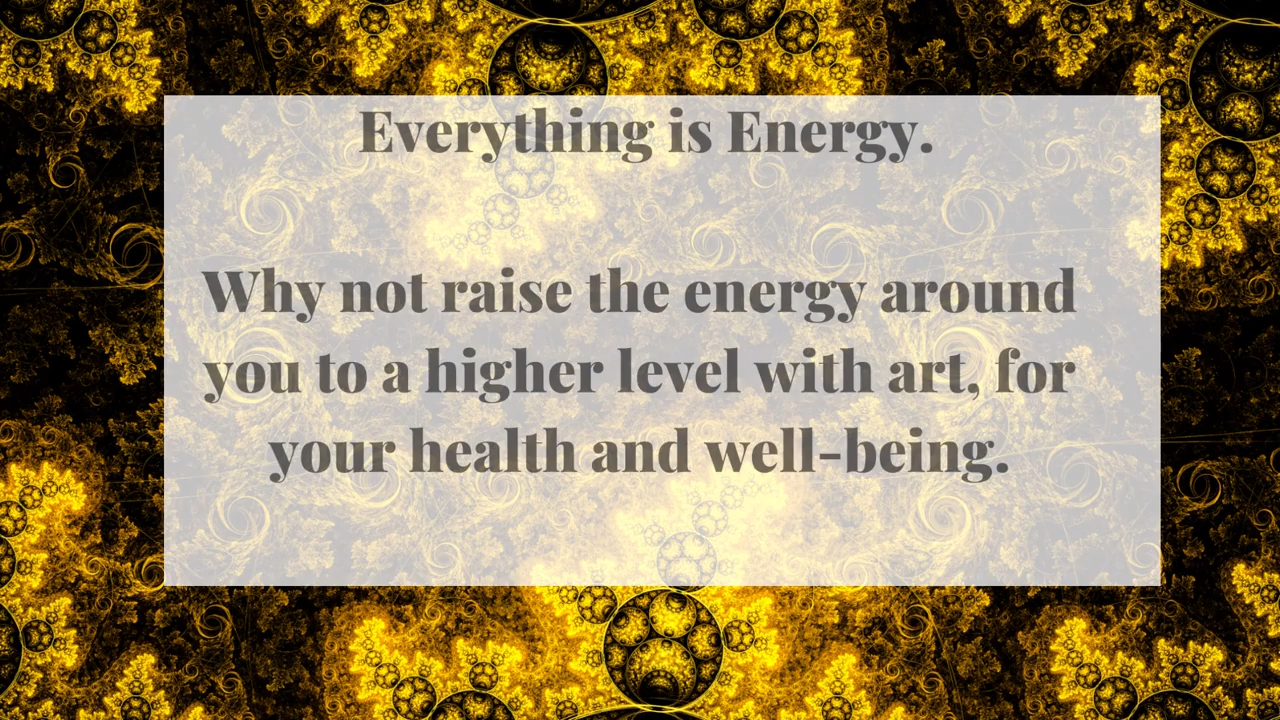 Everything is Energy.
Why not raise the energy around
you to a higher level with art, for
your health and well-being.